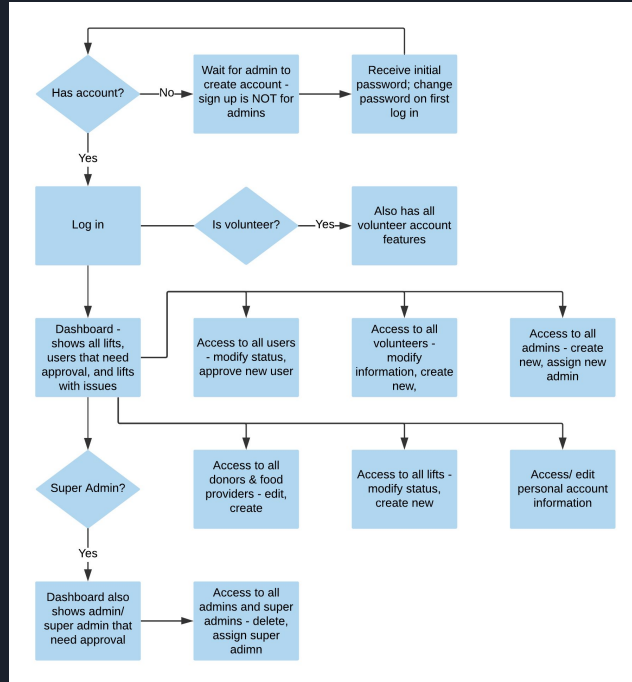 Has account?
No
Wait for admin to
create account -
sign up is NOT for
admins
Receive initial
password; change
password on first
log in
Yes
Log in
Is volunteer?
Yes
Also has all
volunteer account
features
Dashboard -
shows all lifts,
users that need
approval, and lifts
with issues
Access to all users
- modify status,
approve new user
Access to all
volunteers -
modify
information, create
new,
Access to all
admins - create
new, assign new
admin
Super Admin?
Access to all
donors & food
providers - edit,
create
Access to all lifts -
modify status,
create new
Access/ edit
personal account
information
Yes
Dashboard also
shows admin/
super admin that
need approval
Access to all
admins and super
admins - delete,
assign super
adimn